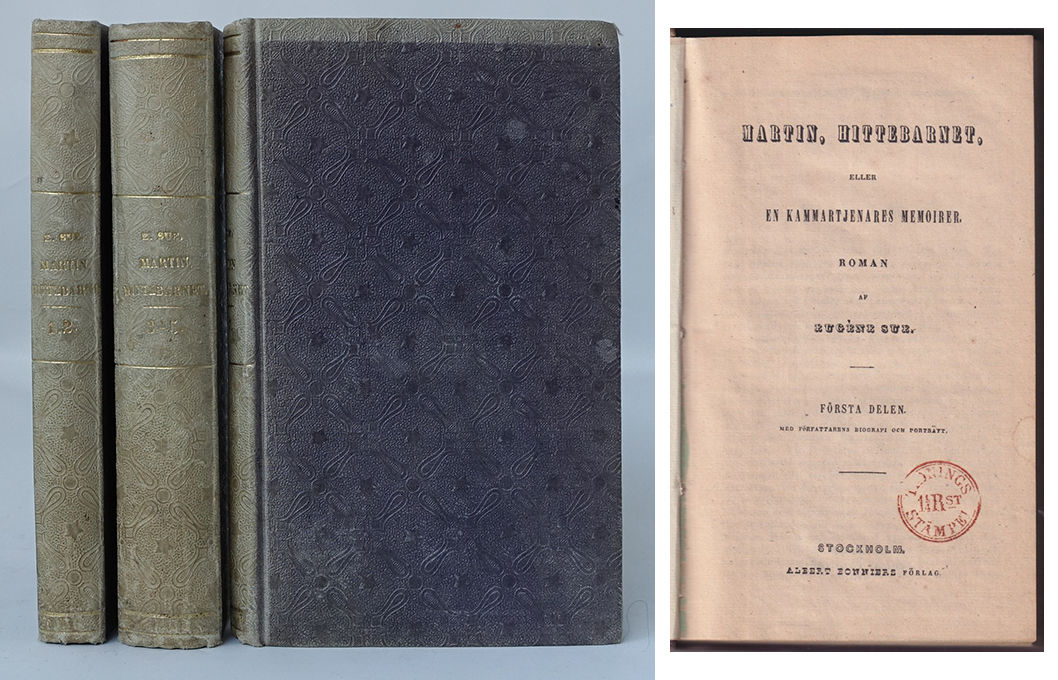 E. SUE.
MARTIN
HITTEBARNET
1.2.
E. SUE.
MARTIN
HITTEBARNET
MARTIN, HITTEBARNET,
ELLER
EN KAMMARTJENARES MEMOIRER.
ROMAN
AF
EUGÈNE SUE.
FÖRSTA DELEN.
MED FÖRFATTARENS BIOGRAFI OCH PORTRÄTT.
STÄMPEL
STOCKHOLM.
ALBERT BONNIERS FÖRLAG.